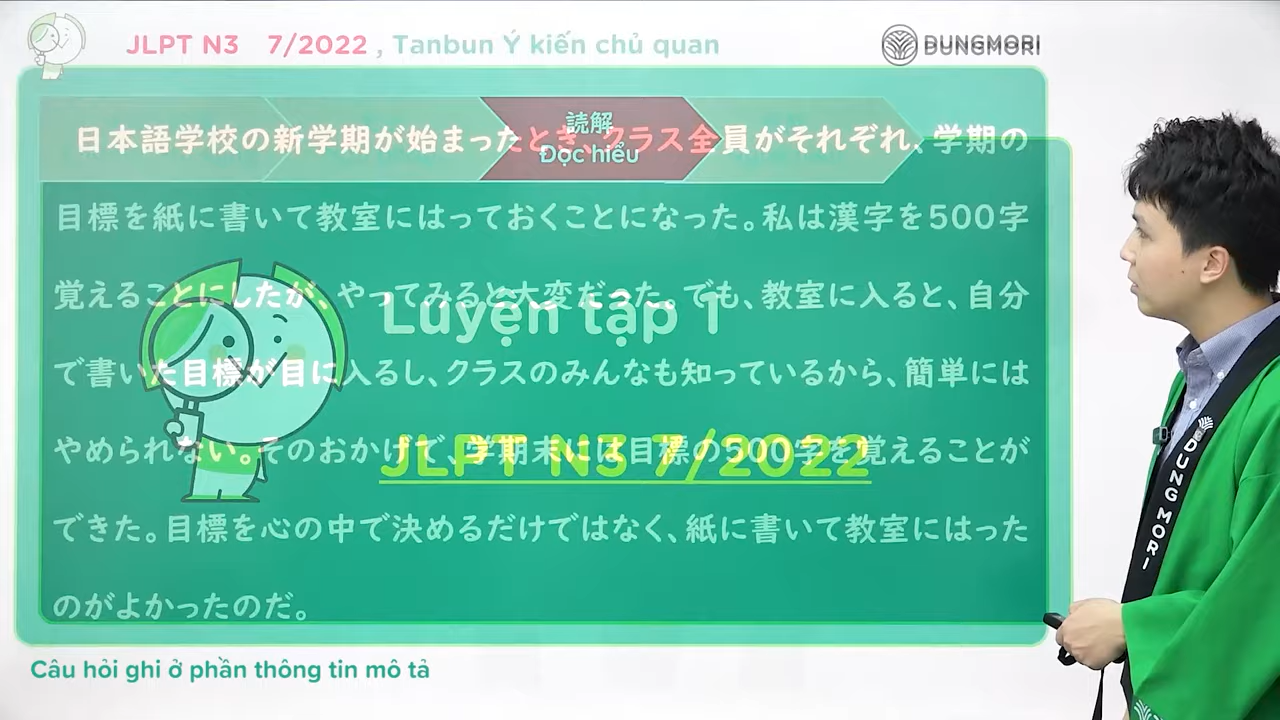 JLPT N3 7/2022 , Tanbun Ý kiến chủ quan
DUNGMORI
読解
Đọc hiểu
日本語学校の新学期が始まったとき、クラス全員がそれぞれ、学期の
目標を紙に書いて教室にはっておくことになった。私は漢字を500字
覚えることにしたが、やってみると大変だった。でも、教室に入ると、自分
で書いた目標が目に入るし、クラスのみんなも知っているから、簡単には
やめられない。そのおかげで、学期末には目標の500字を覚えることが
できた。目標を心の中で決めるだけではなく、紙に書いて教室にはった
のがよかったのだ。
Luyện tập 1
JLPT N3 7/2022
Câu hỏi ghi ở phần thông tin mô tả
DUNGMORI